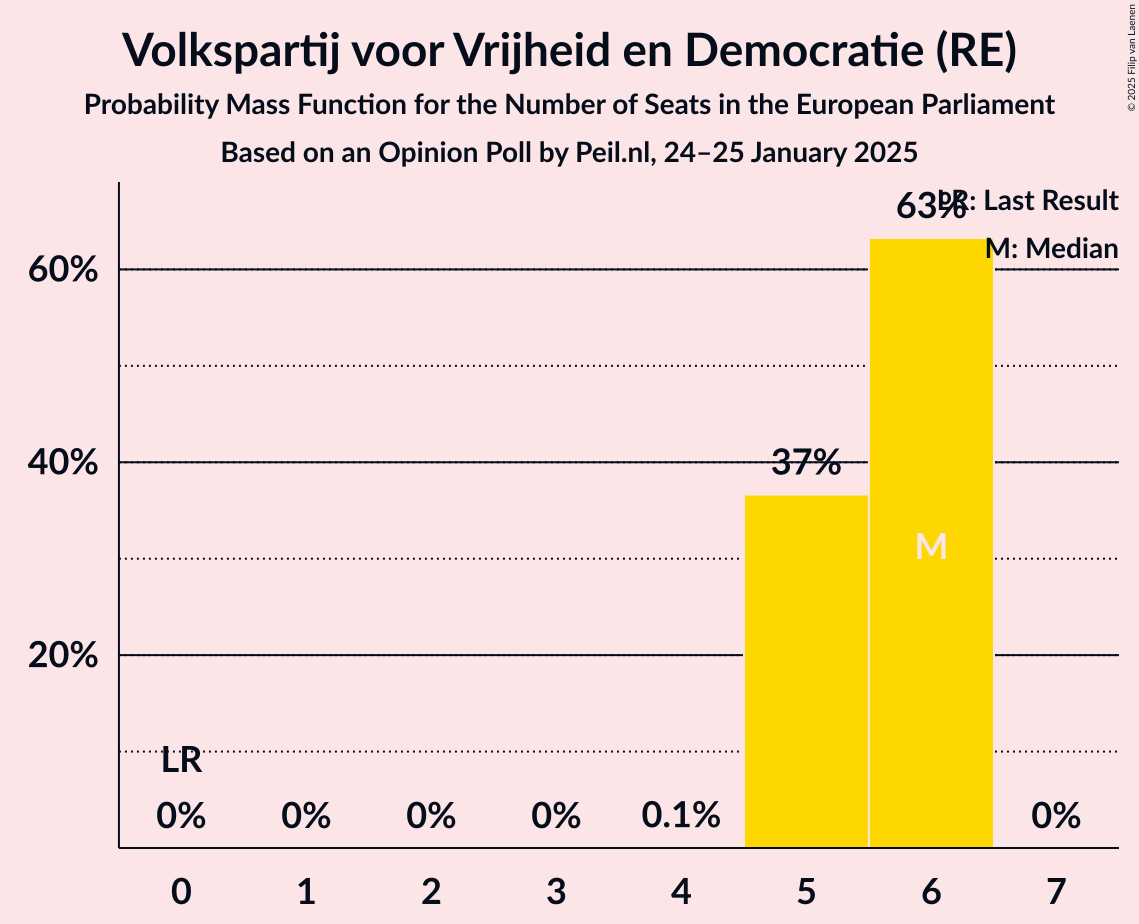 Volkspartij voor Vrijheid en Democratie (RE)
Probability Mass Function for the Number of Seats in the European Parliament
Based on an Opinion Poll by Peil.nl, 24–25 January 2025
© 2025 Filip van Laenen
63%
LR: Last Result
M: Median
60%
40%
37%
M
20%
LR
0% 0% 0% 0% 0.1% 0%
0 1 2 3 4 5 6 7